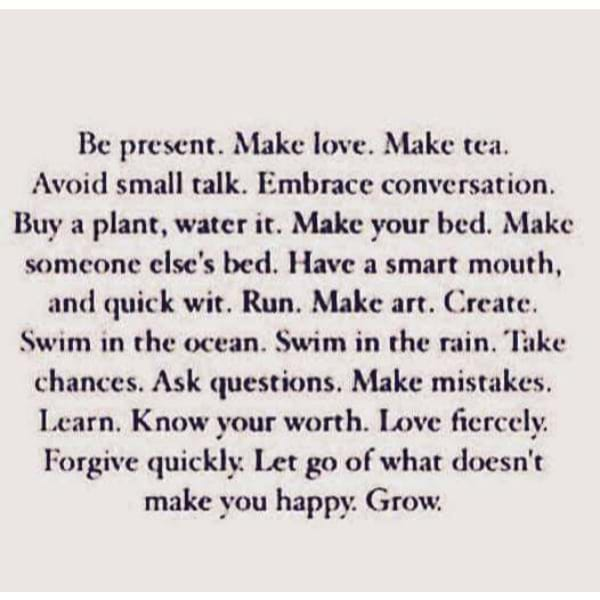 Be present. Make love. Make tea.
Avoid small talk. Embrace conversation.
Buy a plant, water it. Make your bed. Make
someone else's bed. Have a smart mouth,
and quick wit. Run. Make art. Create.
Swim in the ocean. Swim in the rain. Take
chances. Ask questions. Make mistakes.
Learn. Know your worth. Love fiercely.
Forgive quickly. Let go of what doesn't
make you happy. Grow.